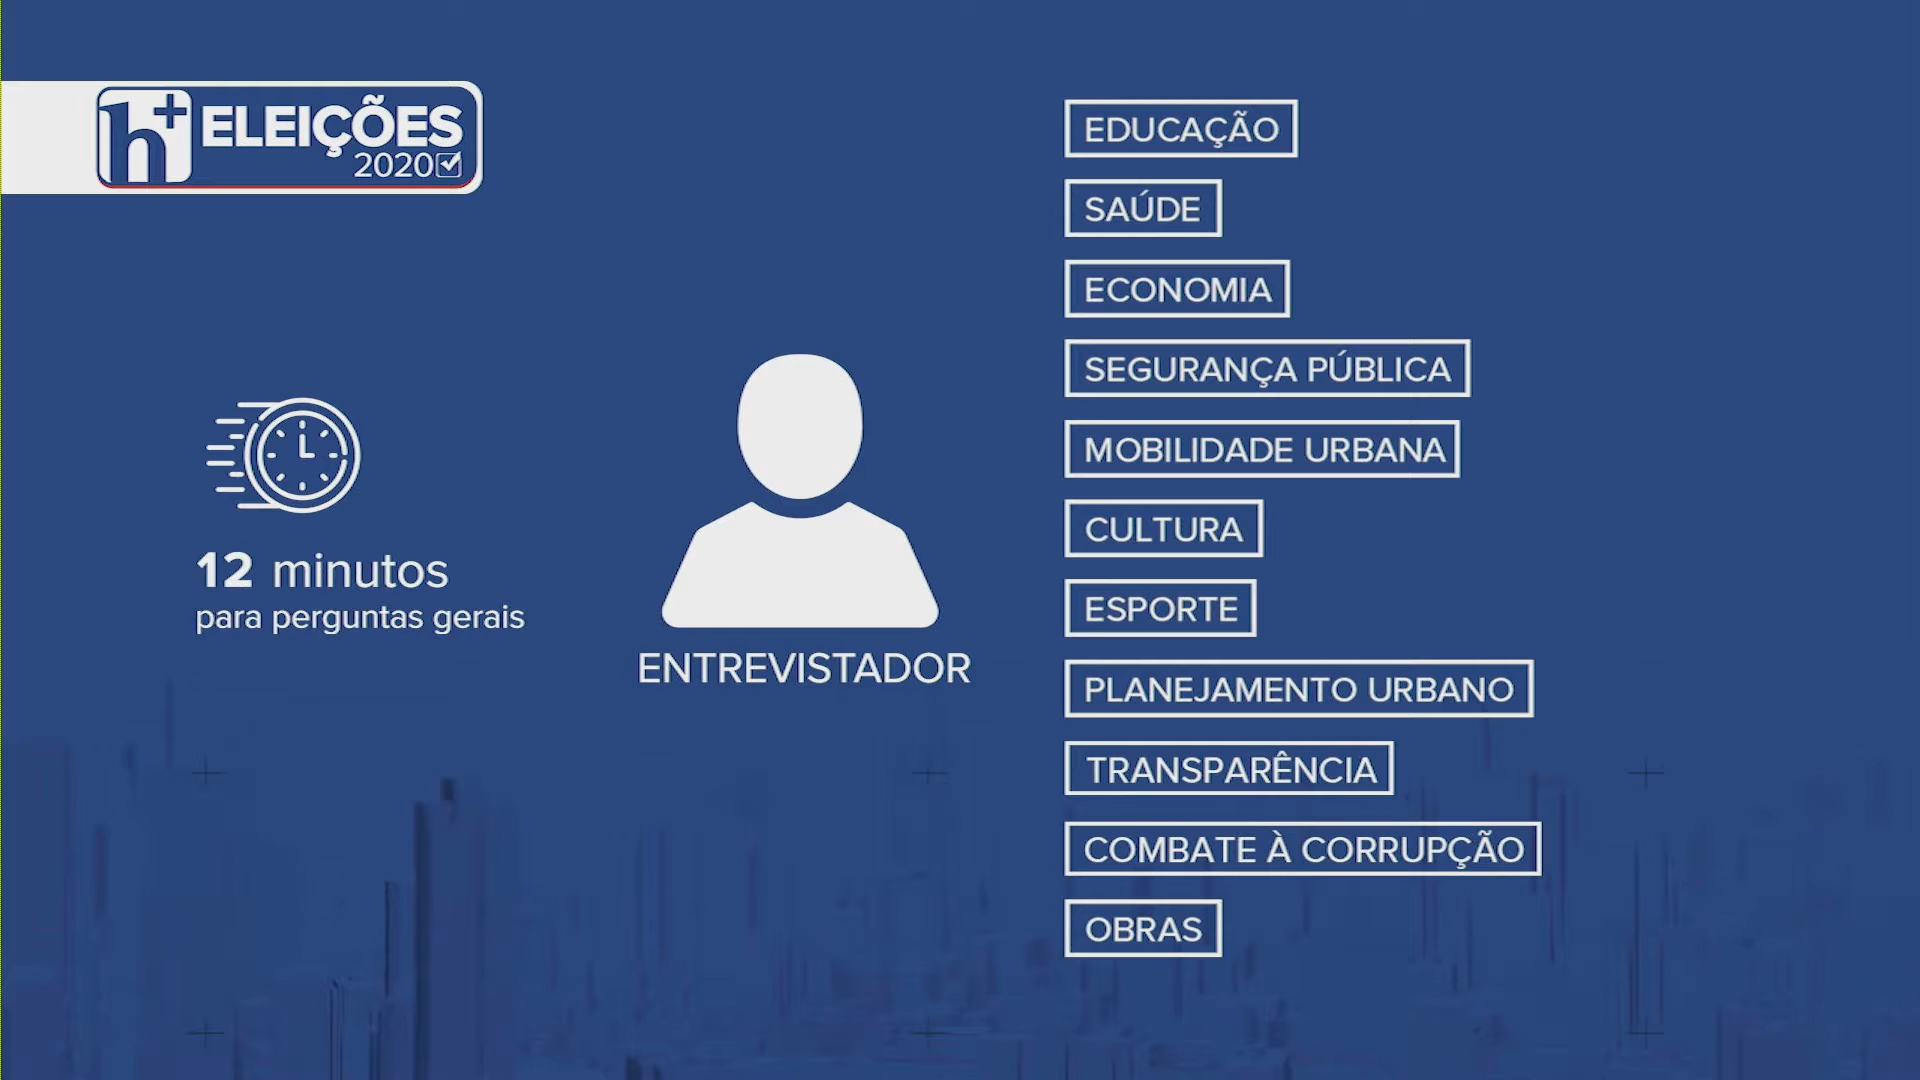 h+ ELEIÇÕES
2020
12 minutos
para perguntas gerais
ENTREVISTADOR
EDUCAÇÃO
SAÚDE
ECONOMIA
SEGURANÇA PÚBLICA
MOBILIDADE URBANA
CULTURA
ESPORTE
PLANEJAMENTO URBANO
TRANSPARÊNCIA
COMBATE À CORRUPÇÃO
OBRAS